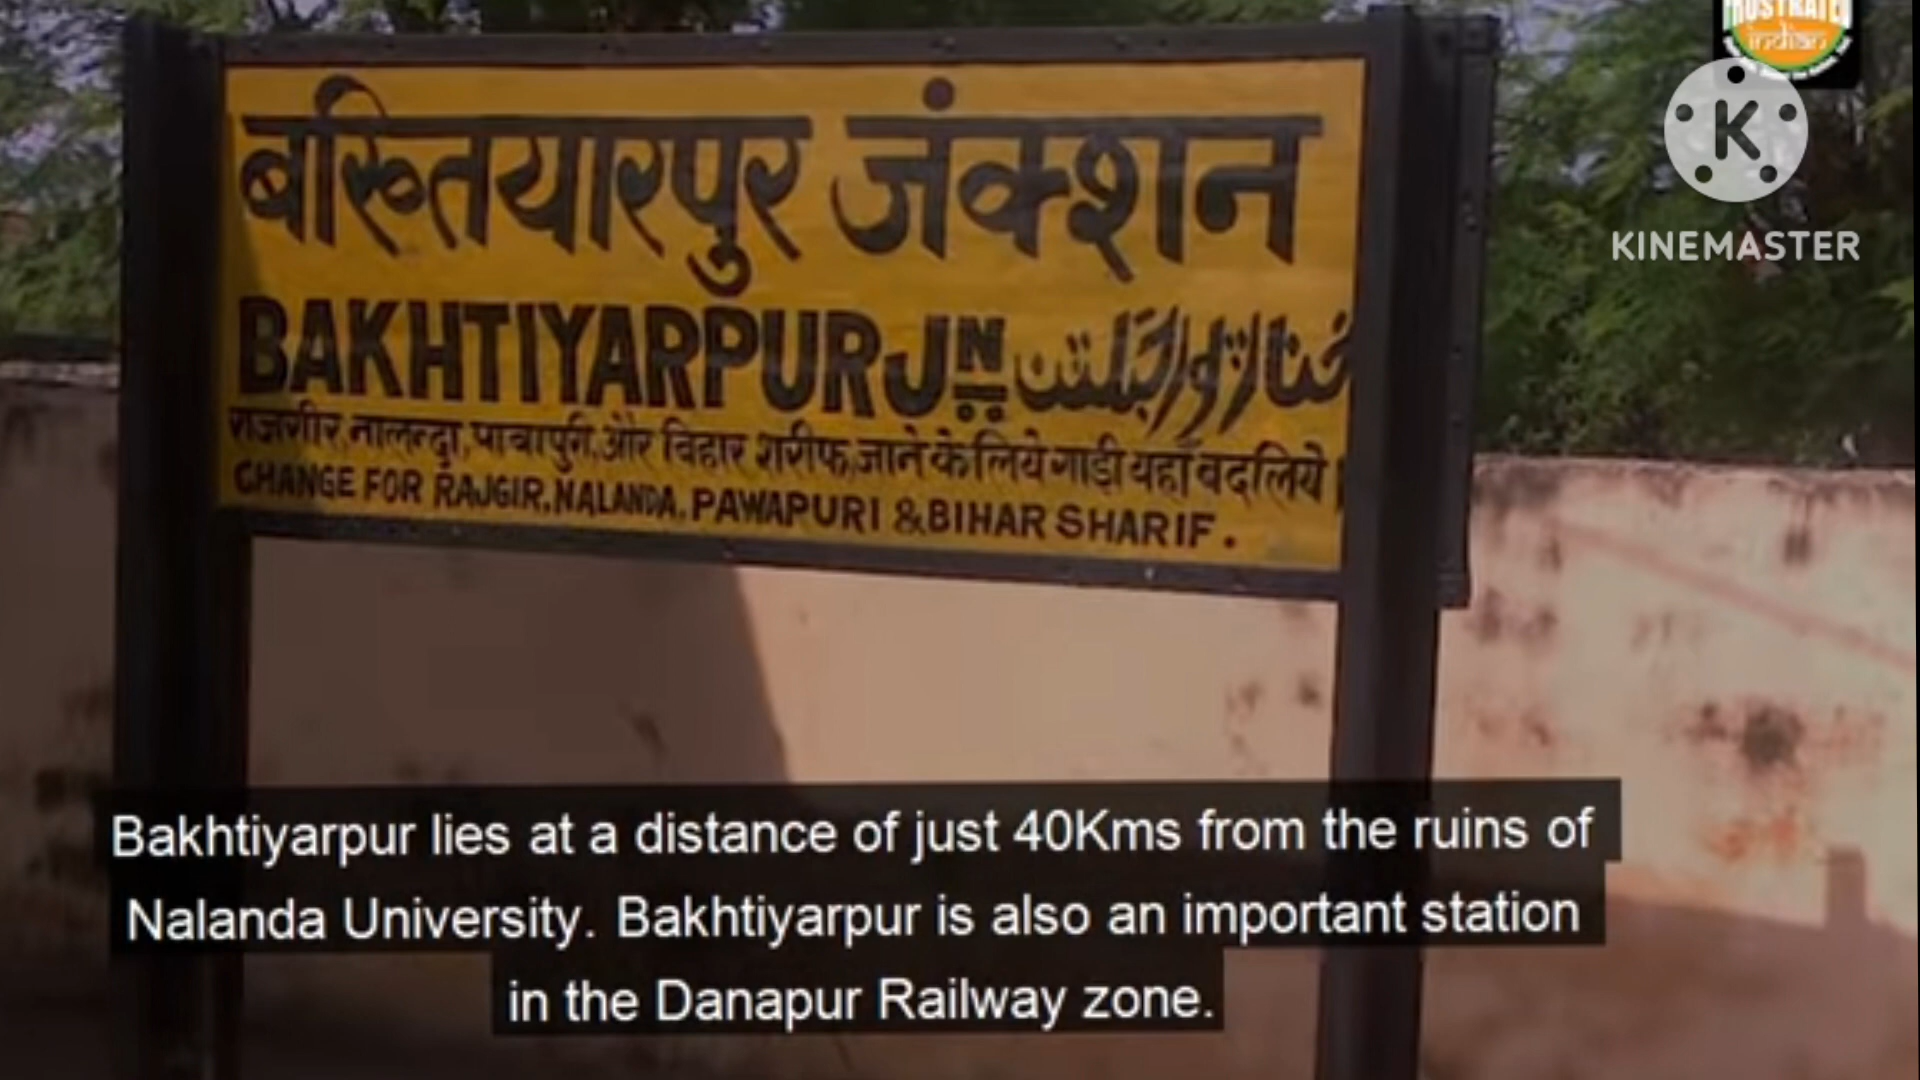 indian
K
KINEMASTER
बख्तियारपुर जंक्शन
BAKHTIYARPUR JN
राजगीर, नालन्दा, पावापुरी, और बिहार शरीफ, जाने के लिये गाड़ी यहाँ बदलिये।
CHANGE FOR RAJGIR, NALANDA, PAWAPURI & BIHAR SHARIF.
Bakhtiyarpur lies at a distance of just 40Kms from the ruins of
Nalanda University. Bakhtiyarpur is also an important station
in the Danapur Railway zone.